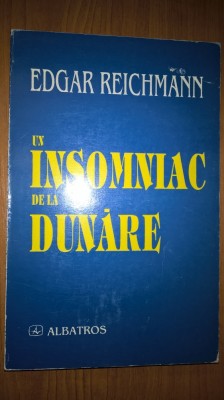 EDGAR REICHMANN
UN
INSOMNIAC
DE LA
DUNĂRE
ALBATROS